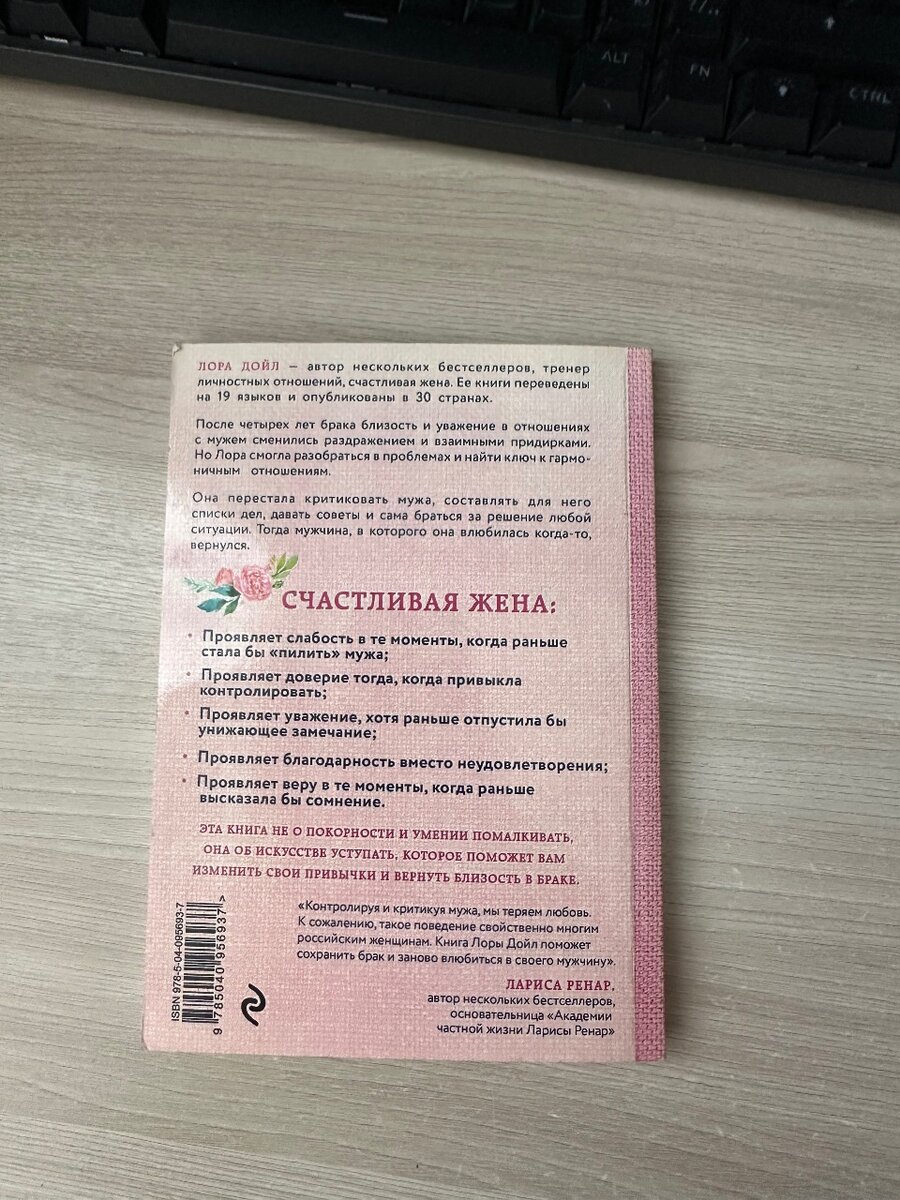 ALT
FN
CTRL
ЛОРА ДОЙЛ – автор нескольких бестселлеров, тренер
личностных отношений, счастливая жена. Ее книги переведены
на 19 языков и опубликованы в 30 странах.
После четырех лет брака близость и уважение в отношениях
с мужем сменились раздражением и взаимными придирками.
Но Лора смогла разобраться в проблемах и найти ключ к гармо-
ничным отношениям.
Она перестала критиковать мужа, составлять для него
списки дел, давать советы и сама браться за решение любой
ситуации. Тогда мужчина, в которого она влюбилась когда-то,
вернулся.
СЧАСТЛИВАЯ ЖЕНА:
• Проявляет слабость в те моменты, когда раньше
стала бы «пилить» мужа;
• Проявляет доверие тогда, когда привыкла
контролировать;
• Проявляет уважение, хотя раньше отпустила бы
унижающее замечание;
• Проявляет благодарность вместо неудовлетворения;
• Проявляет веру в те моменты, когда раньше
высказала бы сомнение.
ЭТА КНИГА НЕ О ПОКОРНОСТИ И УМЕНИИ ПОМАЛКИВАТЬ,
ОНА ОБ ИСКУССТВЕ УСТУПАТЬ, КОТОРОЕ ПОМОЖЕТ ВАМ
ИЗМЕНИТЬ СВОИ ПРИВЫЧКИ И ВЕРНУТЬ БЛИЗОСТЬ В БРАКЕ.
«Контролируя и критикуя мужа, мы теряем любовь.
К сожалению, такое поведение свойственно многим
российским женщинам. Книга Лоры Дойл поможет
сохранить брак и заново влюбиться в своего мужчину».
ЛАРИСА РЕНАР,
автор нескольких бестселлеров,
основательница «Академии
частной жизни Ларисы Ренар»
ISBN 978-5-04-095693-7
9 785040 956937 >